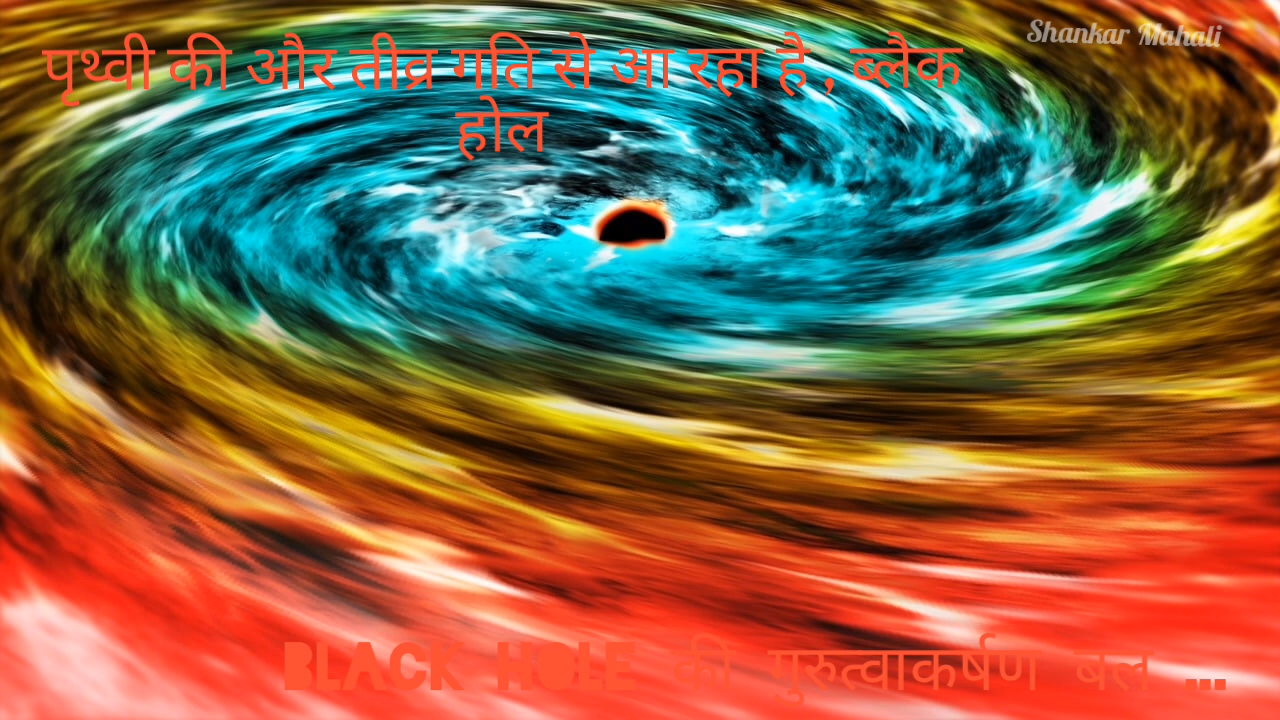 Shankar Mahali
पृथ्वी की और तीव्र गति से आ रहा है , ब्लैक
होल
BLACK HOLE की गुरुत्वाकर्षण बल ...